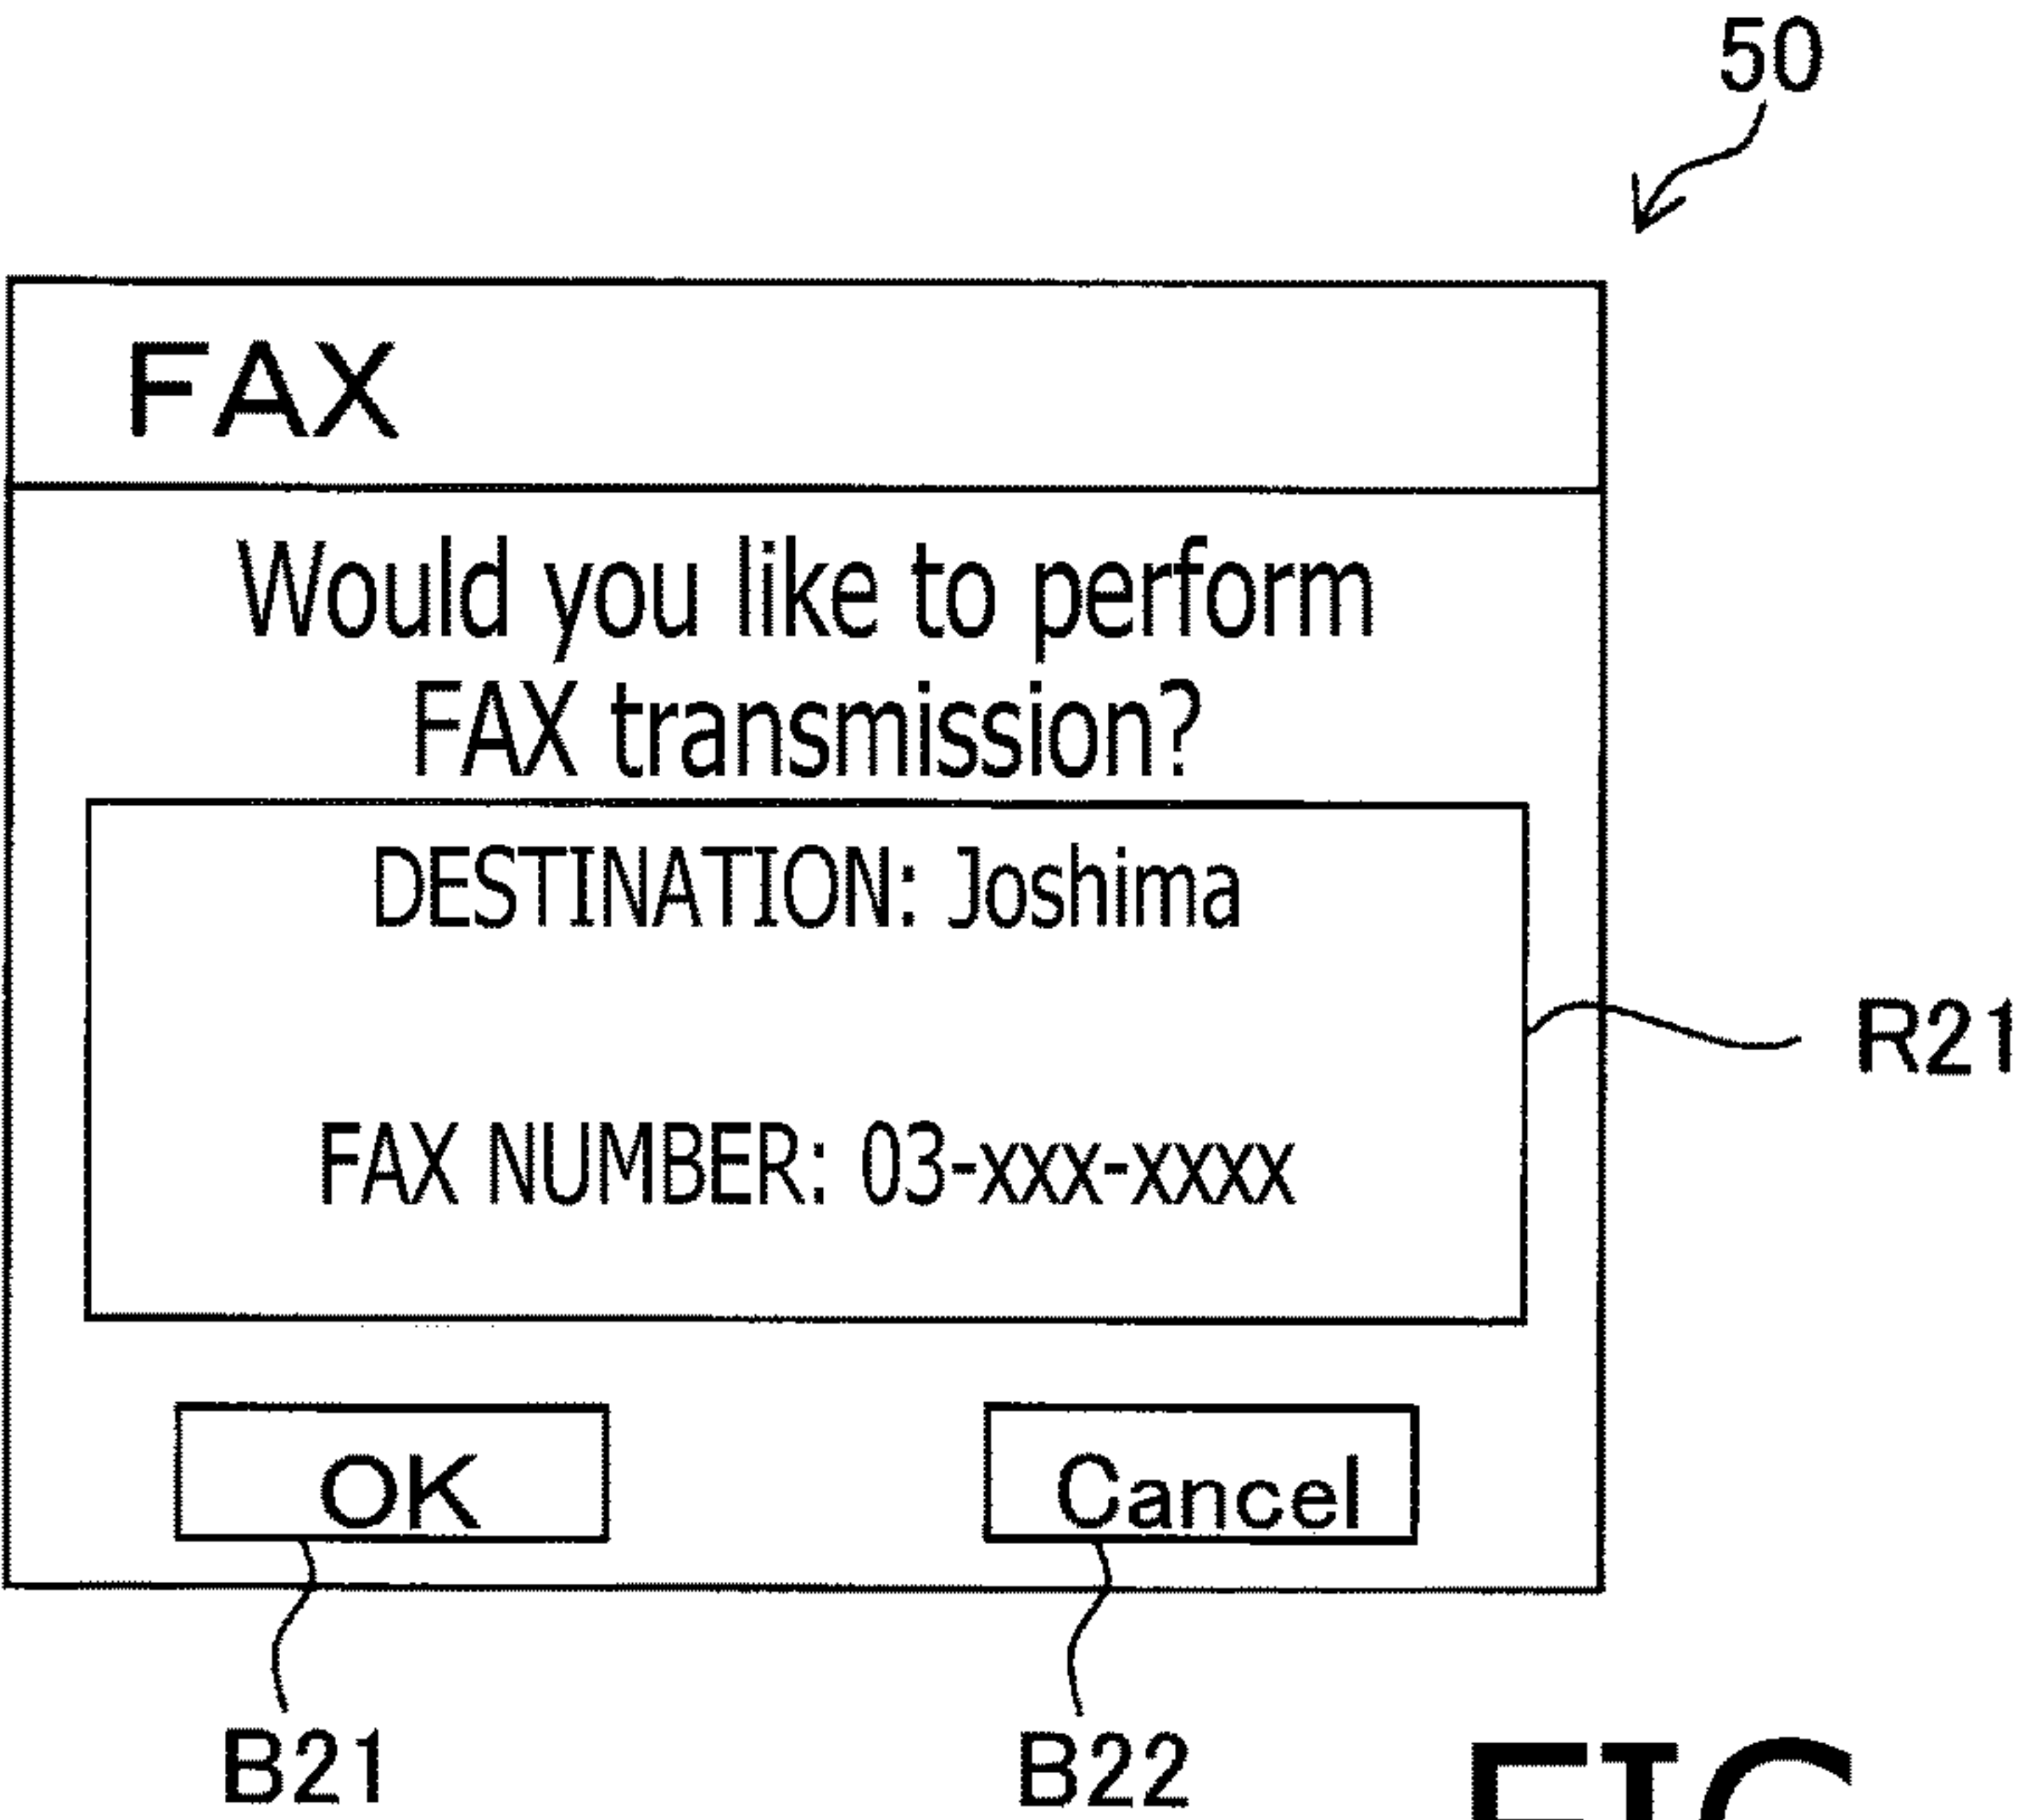 50
FAX
Would you like to perform
FAX transmission?
DESTINATION: Joshima
R21
FAX NUMBER: 03-xxx-xxxx
OK
Cancel
B21
B22
FIG